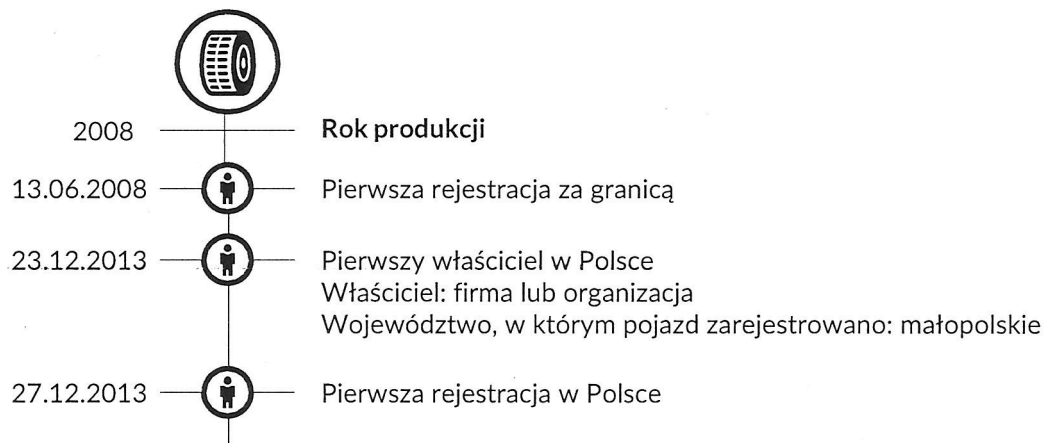 2008 Rok produkcji
13.06.2008 Pierwsza rejestracja za granicą
23.12.2013 Pierwszy właściciel w Polsce
Właściciel: firma lub organizacja
Województwo, w którym pojazd zarejestrowano: małopolskie
27.12.2013 Pierwsza rejestracja w Polsce